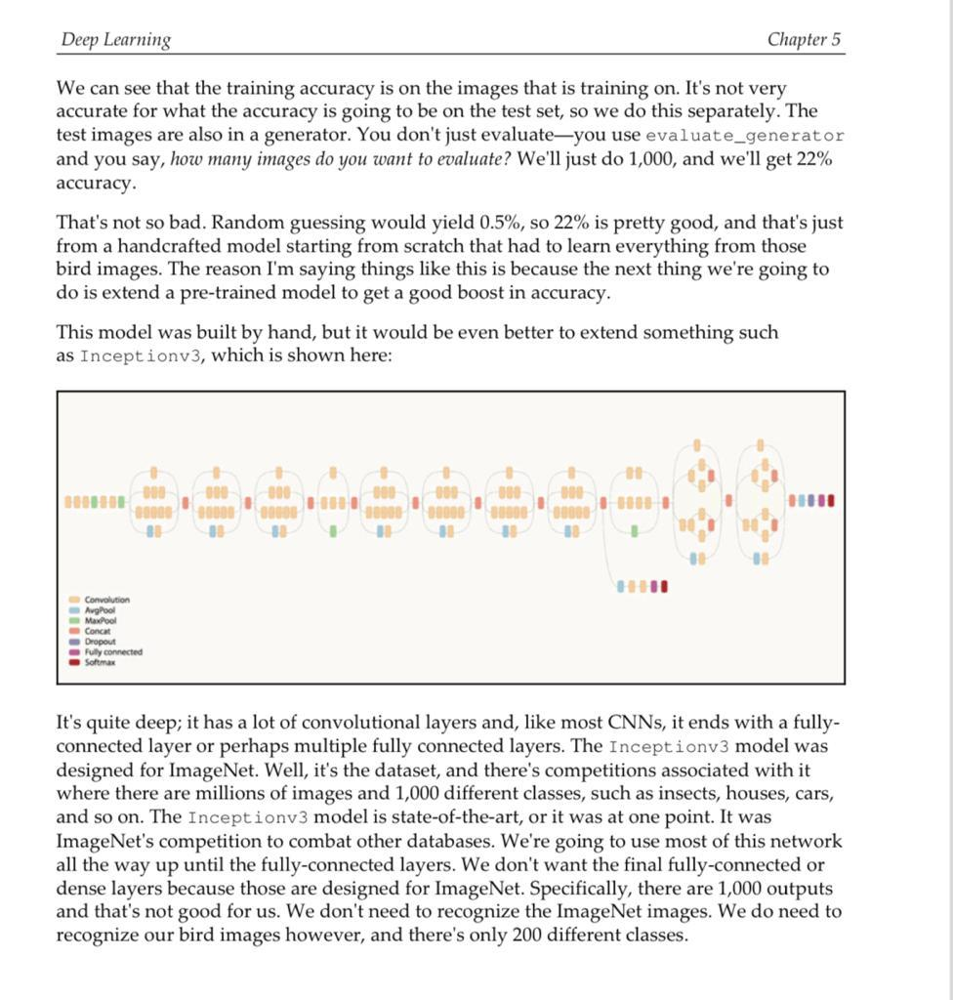 Deep Learning
Chapter 5
We can see that the training accuracy is on the images that is training on. It's not very
accurate for what the accuracy is going to be on the test set, so we do this separately. The
test images are also in a generator. You don't just evaluate—you use evaluate_generator
and you say, how many images do you want to evaluate? We'll just do 1,000, and we'll get 22%
accuracy.
That's not so bad. Random guessing would yield 0.5%, so 22% is pretty good, and that's just
from a handcrafted model starting from scratch that had to learn everything from those
bird images. The reason I'm saying things like this is because the next thing we're going to
do is extend a pre-trained model to get a good boost in accuracy.
This model was built by hand, but it would be even better to extend something such
as Inceptionv3, which is shown here:
Convolution
AvgPool
MaxPool
Concat
Dropout
Fully connected
Softmax
It's quite deep; it has a lot of convolutional layers and, like most CNNs, it ends with a fully-
connected layer or perhaps multiple fully connected layers. The Inceptionv3 model was
designed for ImageNet. Well, it's the dataset, and there's competitions associated with it
where there are millions of images and 1,000 different classes, such as insects, houses, cars,
and so on. The Inceptionv3 model is state-of-the-art, or it was at one point. It was
ImageNet's competition to combat other databases. We're going to use most of this network
all the way up until the fully-connected layers. We don't want the final fully-connected or
dense layers because those are designed for ImageNet. Specifically, there are 1,000 outputs
and that's not good for us. We don't need to recognize the ImageNet images. We do need to
recognize our bird images however, and there's only 200 different classes.